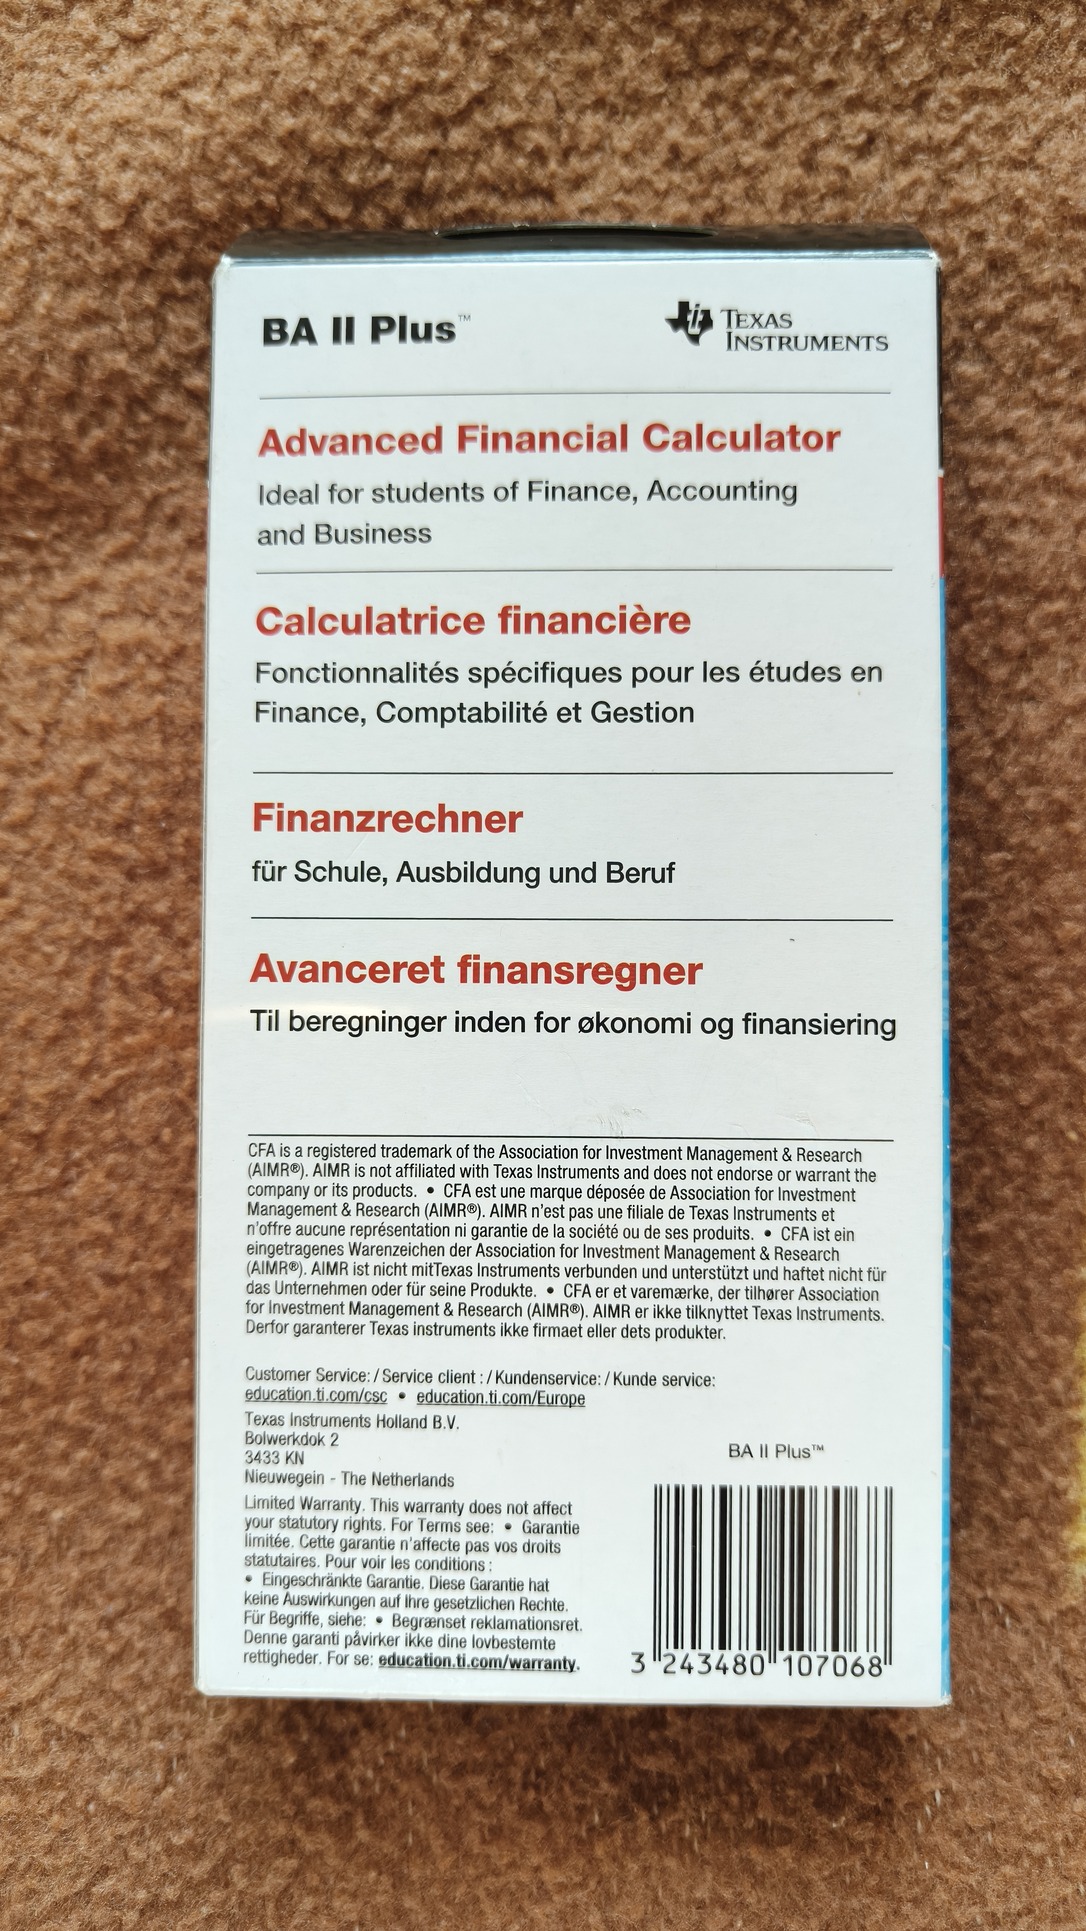 BA II Plus™
TEXAS
INSTRUMENTS
Advanced Financial Calculator
Ideal for students of Finance, Accounting
and Business
Calculatrice financière
Fonctionnalités spécifiques pour les études en
Finance, Comptabilité et Gestion
Finanzrechner
für Schule, Ausbildung und Beruf
Avanceret finansregner
Til beregninger inden for økonomi og finansiering
CFA is a registered trademark of the Association for Investment Management & Research
(AIMR®). AIMR is not affiliated with Texas Instruments and does not endorse or warrant the
company or its products. • CFA est une marque déposée de Association for Investment
Management & Research (AIMR®). AIMR n'est pas une filiale de Texas Instruments et
n'offre aucune représentation ni garantie de la société ou de ses produits. • CFA ist ein
eingetragenes Warenzeichen der Association for Investment Management & Research
(AIMR®). AIMR ist nicht mitTexas Instruments verbunden und unterstützt und haftet nicht für
das Unternehmen oder für seine Produkte. • CFA er et varemærke, der tilhører Association
for Investment Management & Research (AIMR®). AIMR er ikke tilknyttet Texas Instruments.
Derfor garanterer Texas instruments ikke firmaet eller dets produkter.
Customer Service: / Service client : / Kundenservice: / Kunde service:
education.ti.com/csc • education.ti.com/Europe
Texas Instruments Holland B.V.
Bolwerkdok 2
3433 KN
Nieuwegein - The Netherlands
Limited Warranty. This warranty does not affect
your statutory rights. For Terms see: • Garantie
limitée. Cette garantie n'affecte pas vos droits
statutaires. Pour voir les conditions :
• Eingeschränkte Garantie. Diese Garantie hat
keine Auswirkungen auf Ihre gesetzlichen Rechte.
Für Begriffe, siehe: • Begrænset reklamationsret.
Denne garanti påvirker ikke dine lovbestemte
rettigheder. For se: education.ti.com/warranty.
BA II Plus™
3 243480 107068